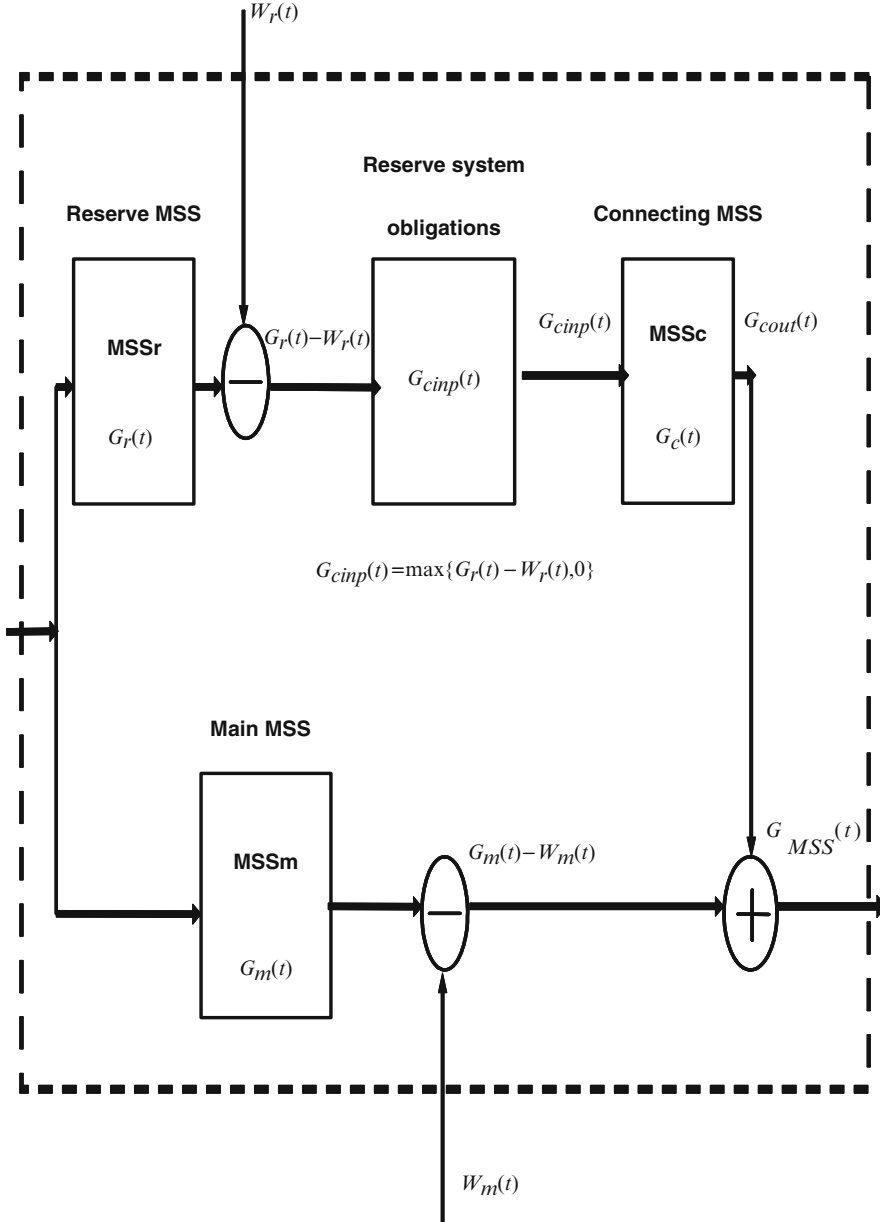 W_r(t)
Reserve system
obligations
Reserve MSS
Connecting MSS
MSSr
G_r(t)
G_r(t)−W_r(t)
G_cinp(t)
G_cinp(t)
MSSc
G_c(t)
G_cout(t)
G_cinp(t)=max{G_r(t)−W_r(t),0}
Main MSS
MSSm
G_m(t)
G_m(t)−W_m(t)
G_MSS(t)
W_m(t)